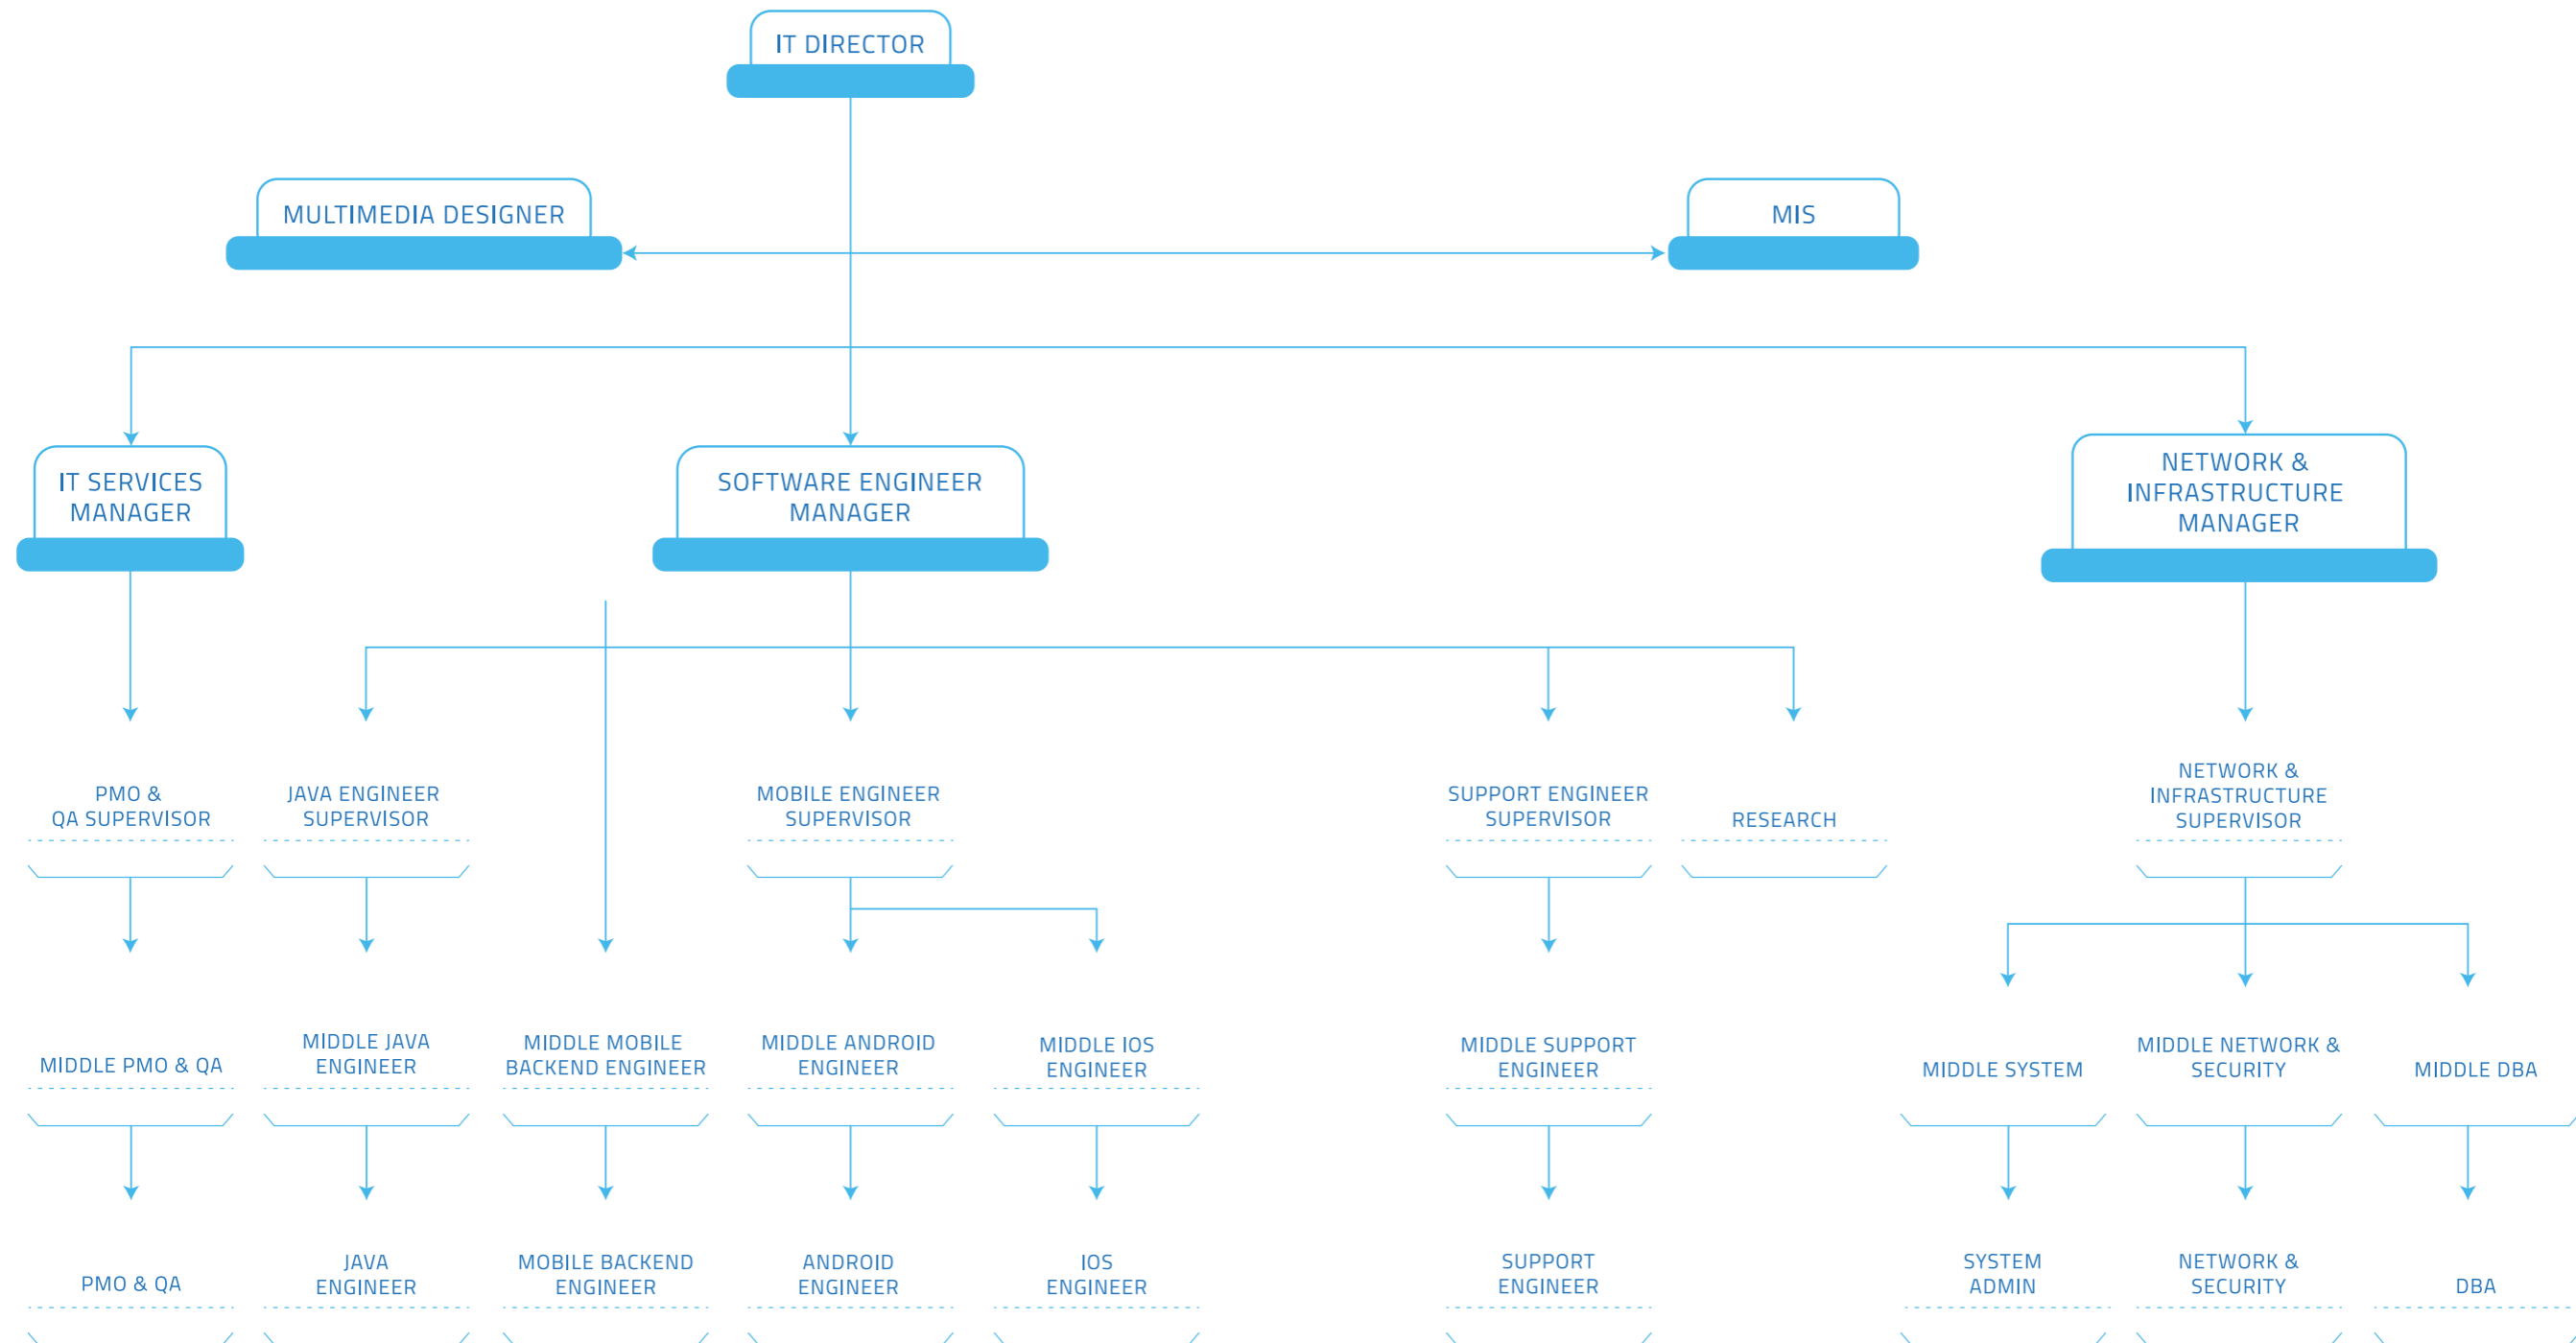 IT DIRECTOR
MULTIMEDIA DESIGNER
MIS
IT SERVICES
MANAGER
SOFTWARE ENGINEER
MANAGER
NETWORK &
INFRASTRUCTURE
MANAGER
PMO &
QA SUPERVISOR
JAVA ENGINEER
SUPERVISOR
MOBILE ENGINEER
SUPERVISOR
SUPPORT ENGINEER
SUPERVISOR
RESEARCH
NETWORK &
INFRASTRUCTURE
SUPERVISOR
MIDDLE PMO & QA
MIDDLE JAVA
ENGINEER
MIDDLE MOBILE
BACKEND ENGINEER
MIDDLE ANDROID
ENGINEER
MIDDLE IOS
ENGINEER
MIDDLE SUPPORT
ENGINEER
MIDDLE SYSTEM
MIDDLE NETWORK &
SECURITY
MIDDLE DBA
PMO & QA
JAVA
ENGINEER
MOBILE BACKEND
ENGINEER
ANDROID
ENGINEER
IOS
ENGINEER
SUPPORT
ENGINEER
SYSTEM
ADMIN
NETWORK &
SECURITY
DBA